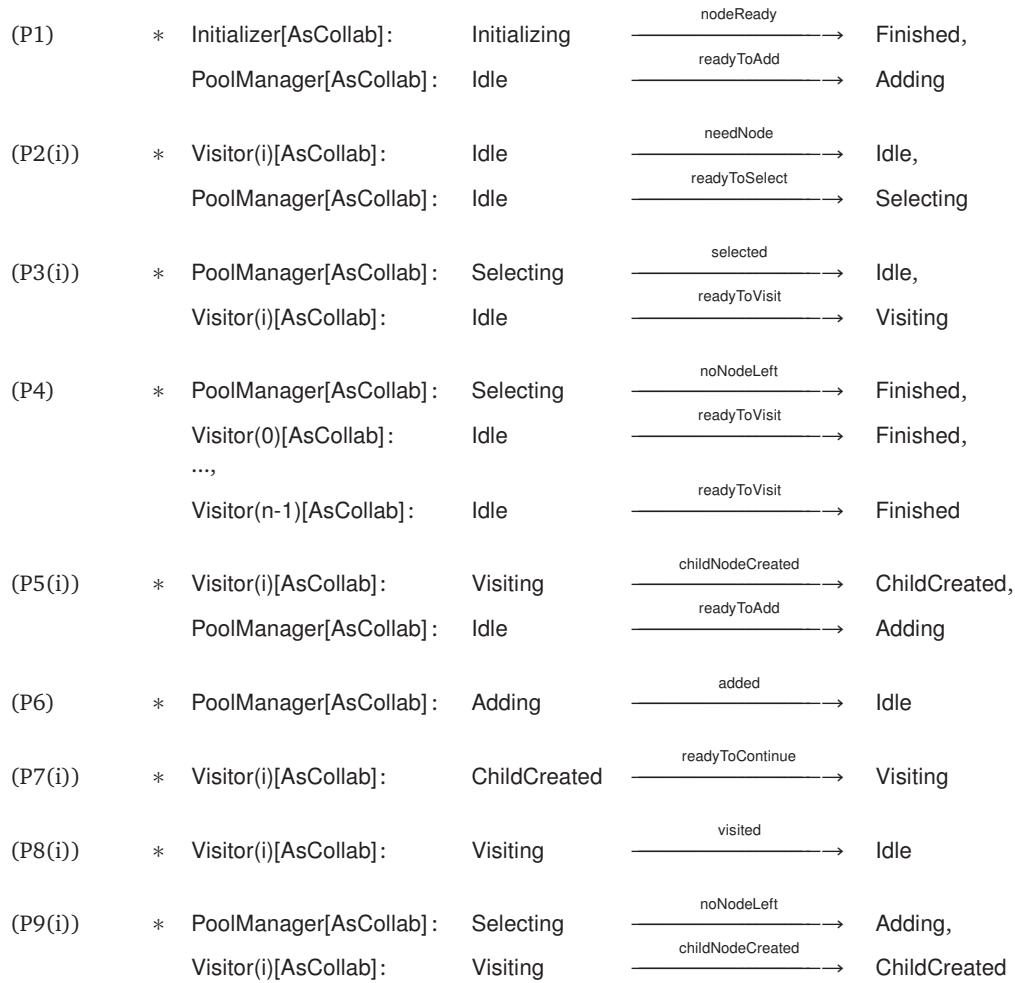 nodeReady
(P1) * Initializer[AsCollab]: Initializing ⟶ Finished,
readyToAdd
PoolManager[AsCollab]: Idle ⟶ Adding
needNode
(P2(i)) * Visitor(i)[AsCollab]: Idle ⟶ Idle,
readyToSelect
PoolManager[AsCollab]: Idle ⟶ Selecting
selected
(P3(i)) * PoolManager[AsCollab]: Selecting ⟶ Idle,
readyToVisit
Visitor(i)[AsCollab]: Idle ⟶ Visiting
noNodeLeft
(P4) * PoolManager[AsCollab]: Selecting ⟶ Finished,
readyToVisit
Visitor(0)[AsCollab]: Idle ⟶ Finished,
...,
readyToVisit
Visitor(n-1)[AsCollab]: Idle ⟶ Finished
childNodeCreated
(P5(i)) * Visitor(i)[AsCollab]: Visiting ⟶ ChildCreated,
readyToAdd
PoolManager[AsCollab]: Idle ⟶ Adding
added
(P6) * PoolManager[AsCollab]: Adding ⟶ Idle
readyToContinue
(P7(i)) * Visitor(i)[AsCollab]: ChildCreated ⟶ Visiting
visited
(P8(i)) * Visitor(i)[AsCollab]: Visiting ⟶ Idle
noNodeLeft
(P9(i)) * PoolManager[AsCollab]: Selecting ⟶ Adding,
childNodeCreated
Visitor(i)[AsCollab]: Visiting ⟶ ChildCreated